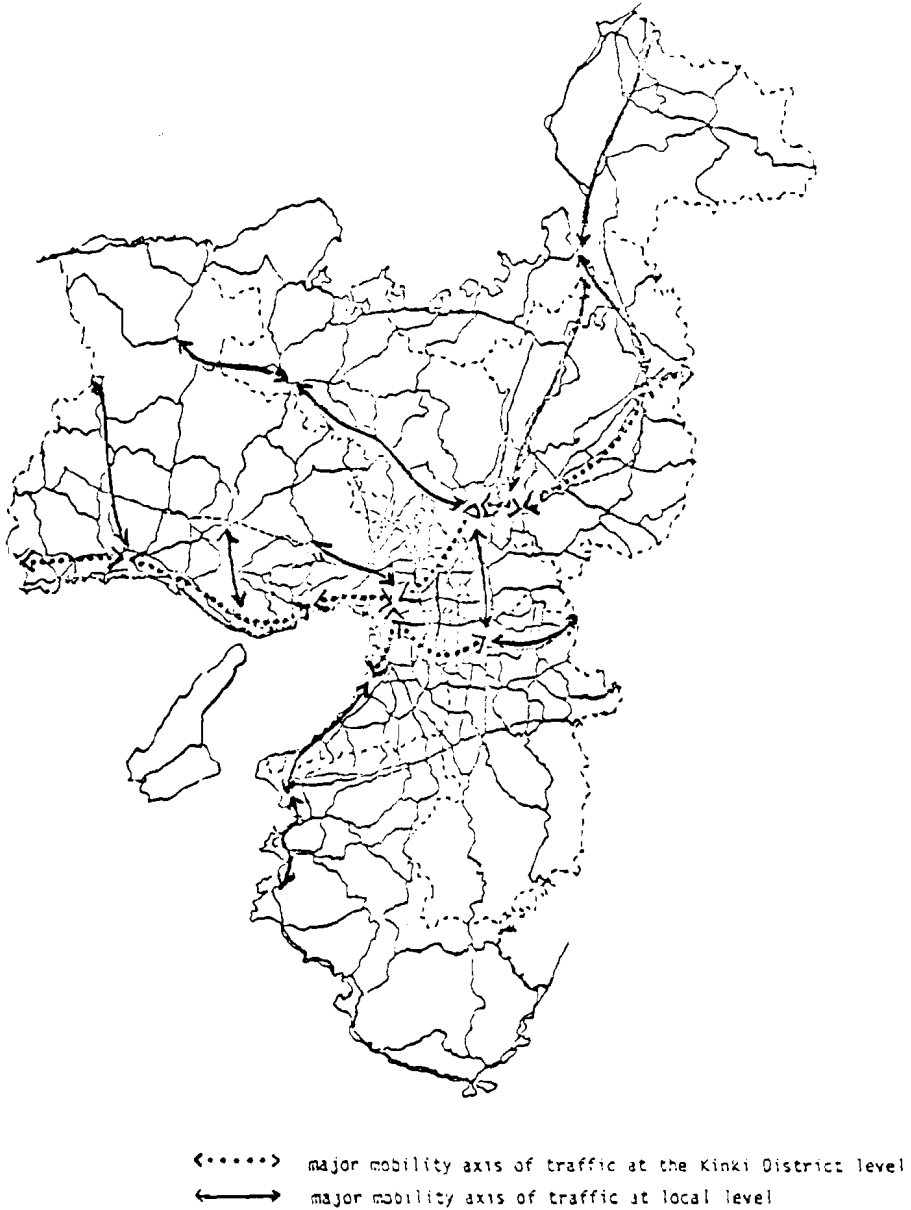 major mobility axis of traffic at the Kinki District level
major mobility axis of traffic at local level